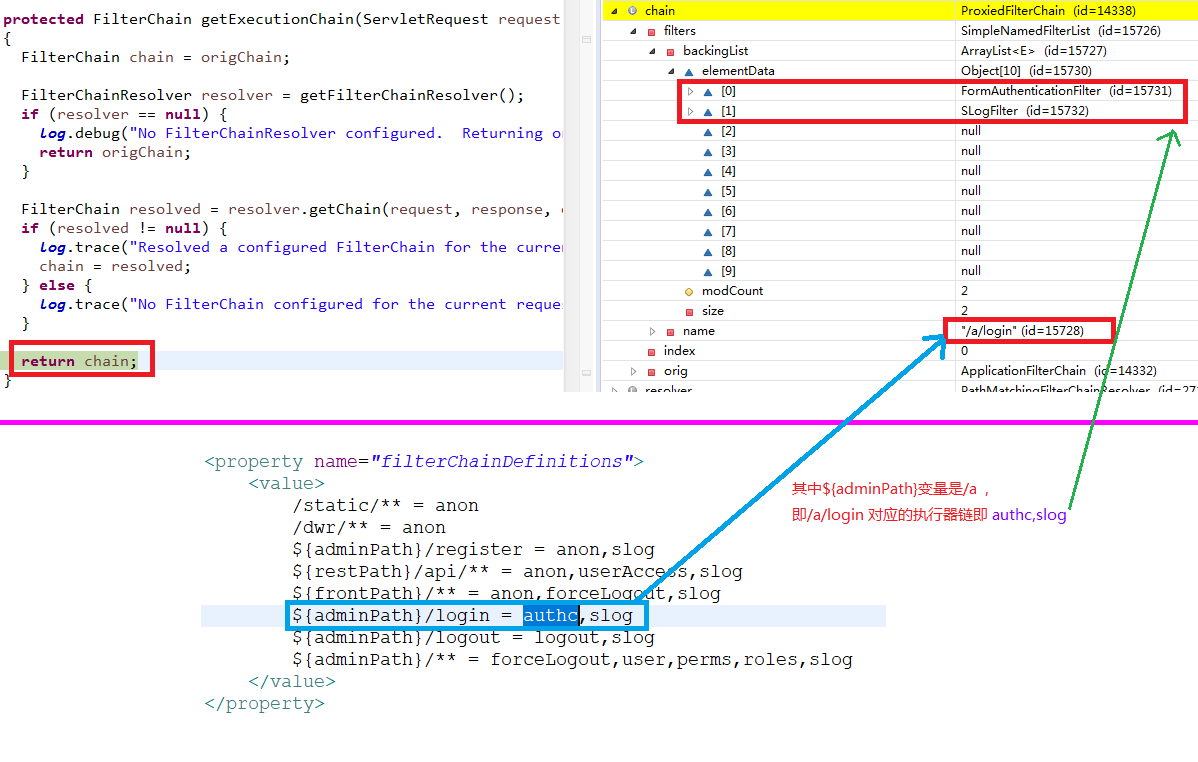 protected FilterChain getExecutionChain(ServletRequest request
{
FilterChain chain = origChain;
FilterChainResolver resolver = getFilterChainResolver();
if (resolver == null) {
log.debug("No FilterChainResolver configured.  Returning or
return origChain;
}
FilterChain resolved = resolver.getChain(request, response,
if (resolved != null) {
log.trace("Resolved a configured FilterChain for the curren
chain = resolved;
} else {
log.trace("No FilterChain configured for the current reque
}
return chain;
}
chain ProxiedFilterChain (id=14338)
filters SimpleNamedFilterList (id=15726)
backingList ArrayList<E> (id=15727)
elementData Object[10] (id=15730)
[0] FormAuthenticationFilter (id=15731)
[1] SLogFilter (id=15732)
[2] null
[3] null
[4] null
[5] null
[6] null
[7] null
[8] null
[9] null
modCount 2
size 2
name "/a/login" (id=15728)
index 0
orig ApplicationFilterChain (id=14332)
resolver PathMatchingFilterChainResolver (id=27
<property name="filterChainDefinitions">
<value>
/static/** = anon
/dwr/** = anon
${adminPath}/register = anon,slog
${restPath}/api/** = anon,userAccess,slog
${frontPath}/** = anon,forceLogout,slog
${adminPath}/login = authc,slog
${adminPath}/logout = logout,slog
${adminPath}/** = forceLogout,user,perms,roles,slog
</value>
</property>
其中${adminPath}变量是/a ，
即/a/login 对应的执行器链即 authc,slog